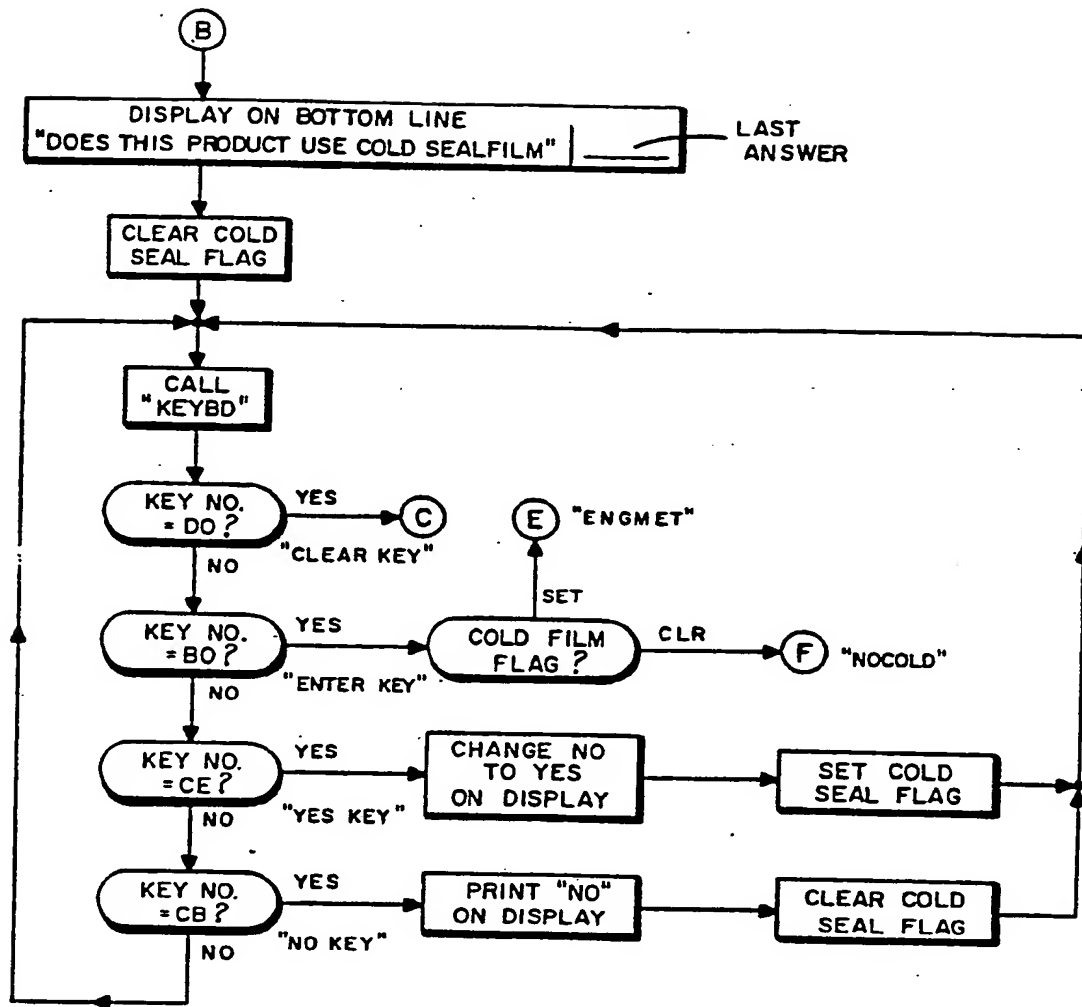 B
DISPLAY ON BOTTOM LINE
"DOES THIS PRODUCT USE COLD SEALFILM"
LAST
ANSWER
CLEAR COLD
SEAL FLAG
CALL
"KEYBD"
KEY NO.
=DO?
YES
"CLEAR KEY"
C
E
"ENGMET"
NO
SET
KEY NO.
=BO?
YES
"ENTER KEY"
COLD FILM
FLAG?
CLR
F
"NOCOLD"
NO
KEY NO.
=CE?
YES
"YES KEY"
CHANGE NO
TO YES
ON DISPLAY
SET COLD
SEAL FLAG
NO
KEY NO.
=CB?
YES
"NO KEY"
PRINT "NO"
ON DISPLAY
CLEAR COLD
SEAL FLAG
NO